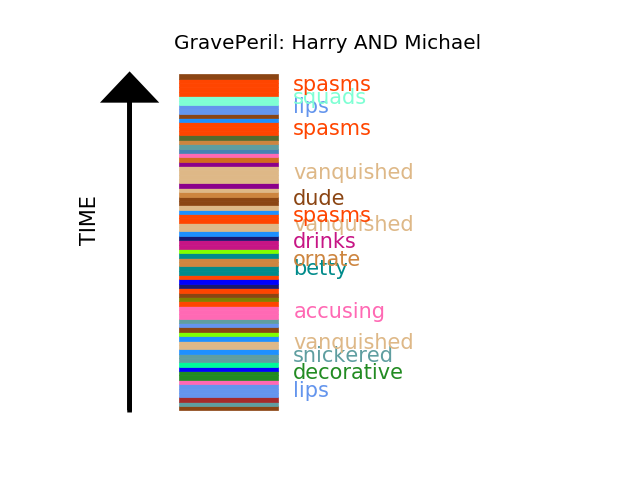 GravePeril: Harry AND Michael
TIME
spasms
squads
lips
spasms
vanquished
dude
spasms
vanquished
drinks
ornate
betty
accusing
vanquished
snickered
decorative
lips